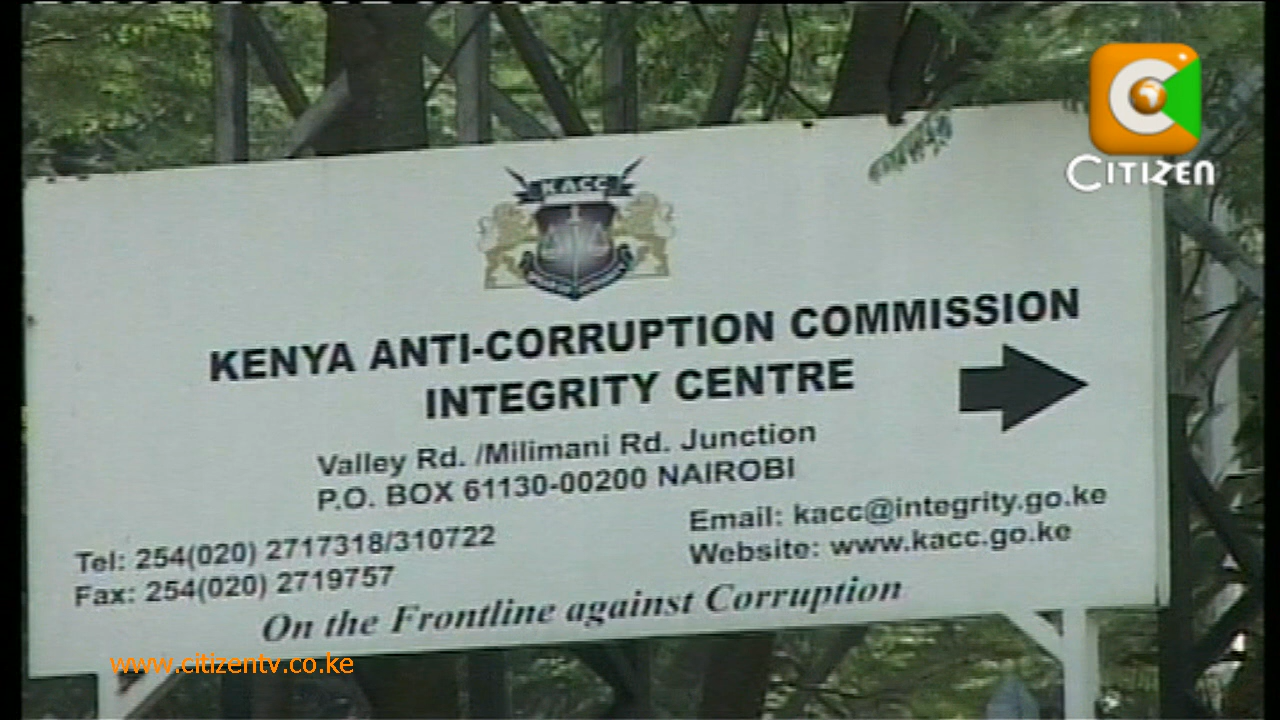 CITIZEN
KACC
KENYA ANTI-CORRUPTION COMMISSION
INTEGRITY CENTRE
Valley Rd. /Milimani Rd. Junction
P.O. BOX 61130-00200 NAIROBI
Tel: 254(020) 2717318/310722
Fax: 254(020) 2719757
Email: kacc@integrity.go.ke
Website: www.kacc.go.ke
On the Frontline against Corruption
www.citizentv.co.ke